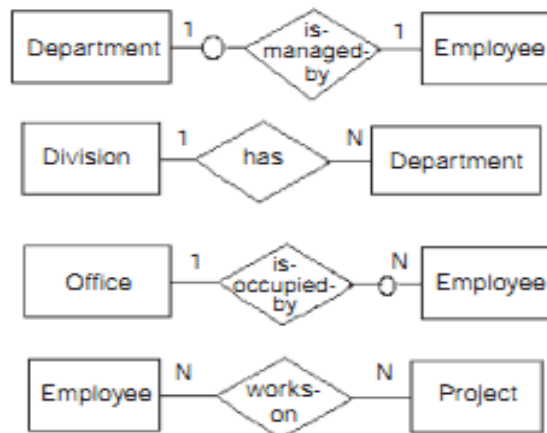 Department 1 is-managed-by 1 Employee
Division 1 has N Department
Office 1 is-occupied-by N Employee
Employee N works-on N Project